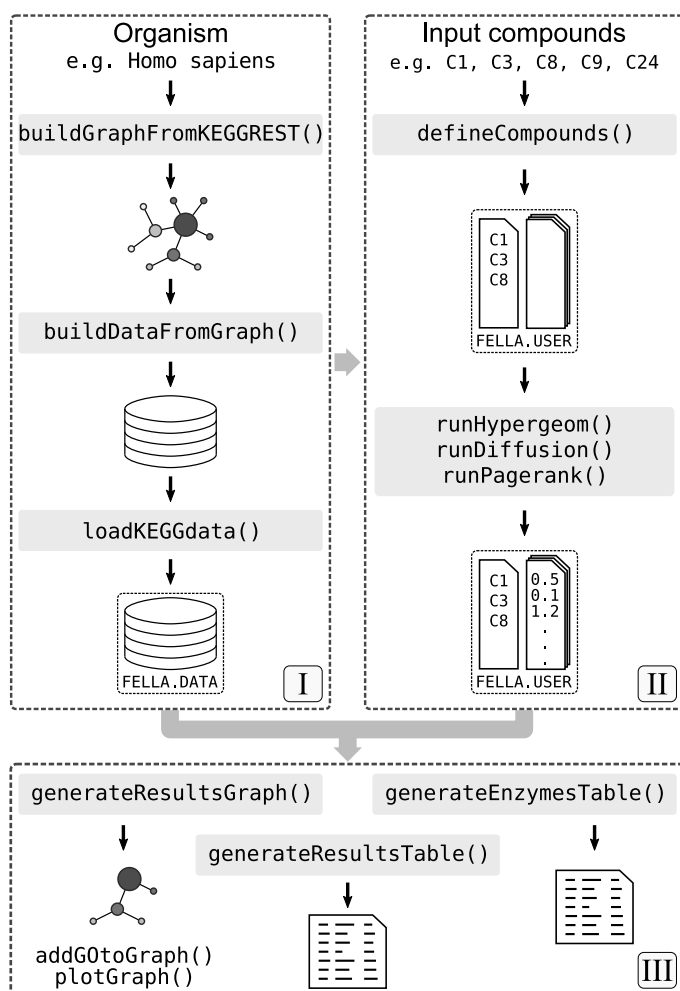 Organism
e.g. Homo sapiens
buildGraphFromKEGGREST()
buildDataFromGraph()
loadKEGGdata()
FELLA.DATA
I
Input compounds
e.g. C1, C3, C8, C9, C24
defineCompounds()
C1
C3
C8
FELLA.USER
runHypergeom()
runDiffusion()
runPagerank()
C1
C3
C8
0.5
0.1
1.2
.
.
.
FELLA.USER
II
generateResultsGraph()
addGOtoGraph()
plotGraph()
generateResultsTable()
generateEnzymesTable()
III